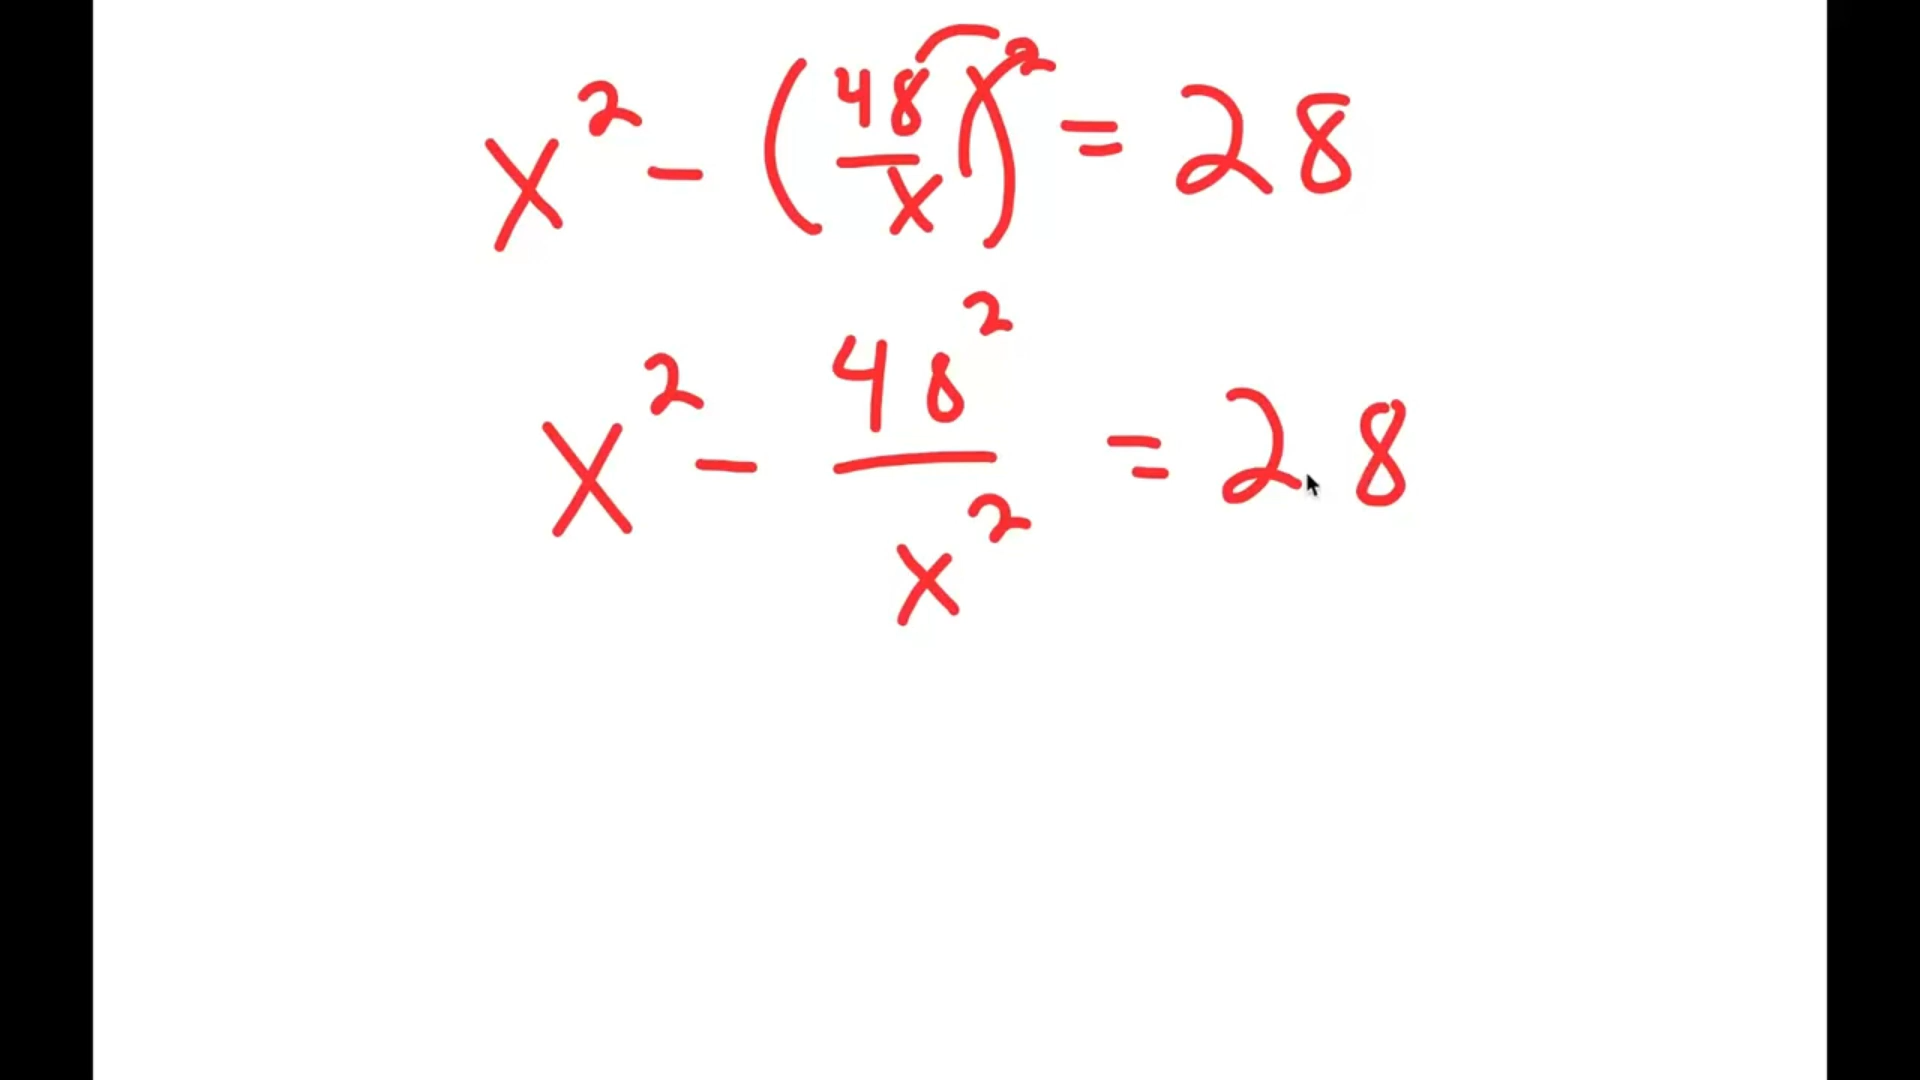 x² - (48/x)² = 28
x² - 48²/x² = 28